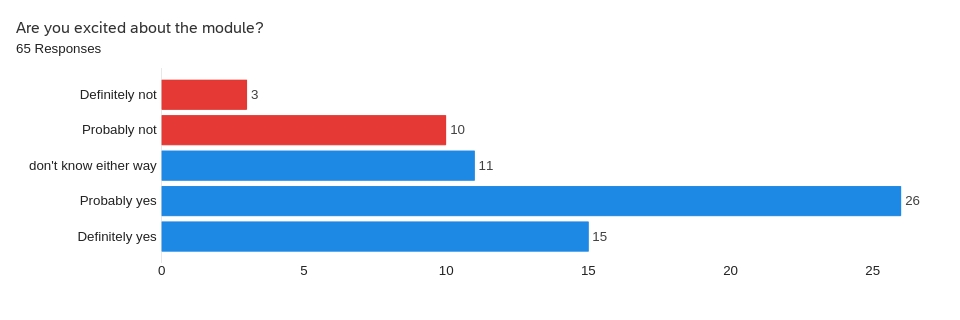 Are you excited about the module?
65 Responses
Definitely not 3
Probably not 10
don't know either way 11
Probably yes 26
Definitely yes 15
0 5 10 15 20 25